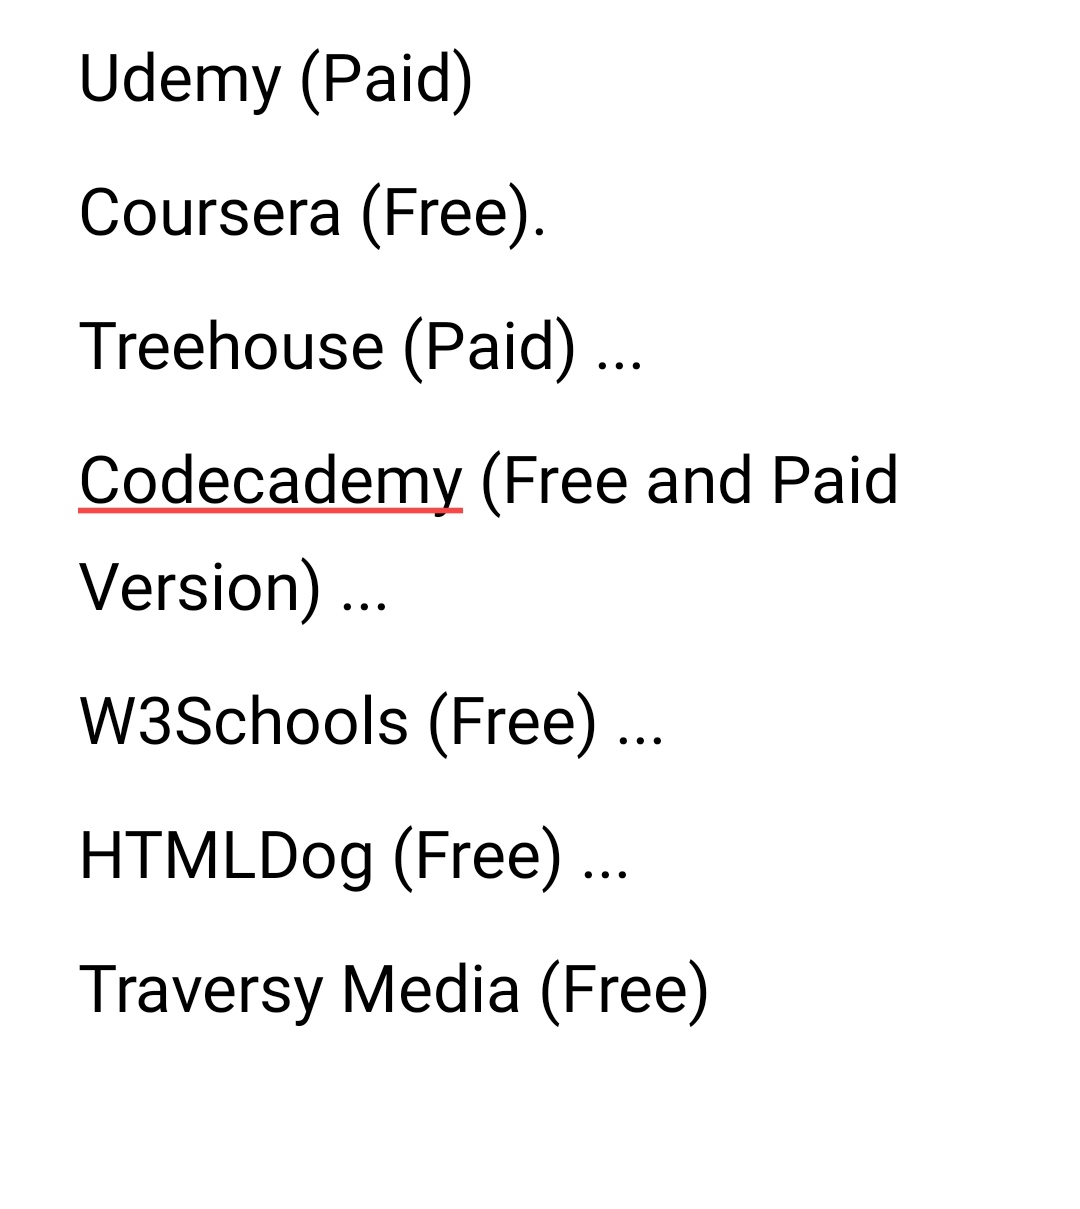 Udemy (Paid)
Coursera (Free).
Treehouse (Paid) ...
Codecademy (Free and Paid
Version) ...
W3Schools (Free) ...
HTMLDog (Free) ...
Traversy Media (Free)